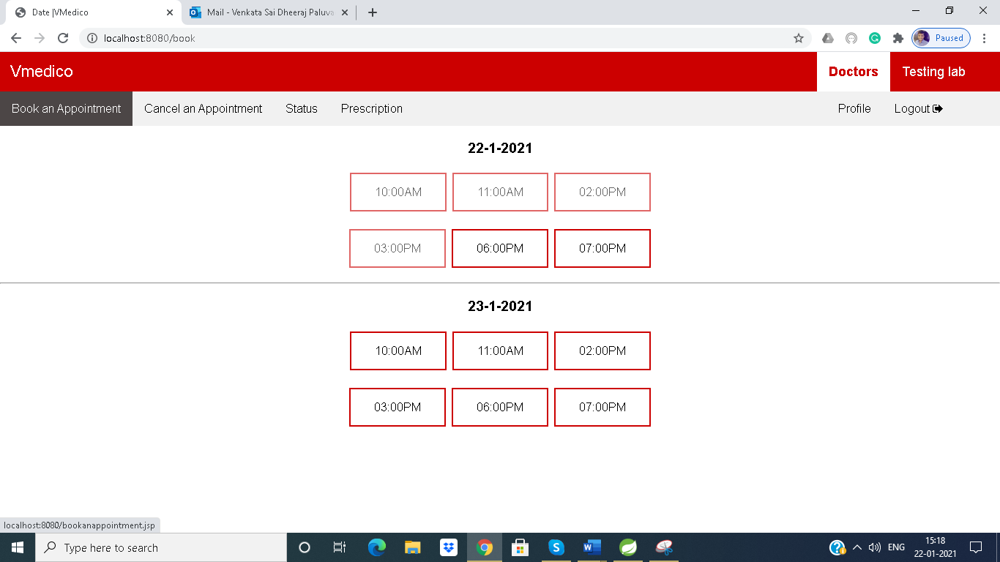 Date |VMedico
Mail - Venkata Sai Dheeraj Paluva
localhost:8080/book
Paused
Vmedico
Doctors
Testing lab
Book an Appointment
Cancel an Appointment
Status
Prescription
Profile
Logout
22-1-2021
10:00AM
11:00AM
02:00PM
03:00PM
06:00PM
07:00PM
23-1-2021
10:00AM
11:00AM
02:00PM
03:00PM
06:00PM
07:00PM
localhost:8080/bookanappointment.jsp
Type here to search
ENG
15:18
22-01-2021